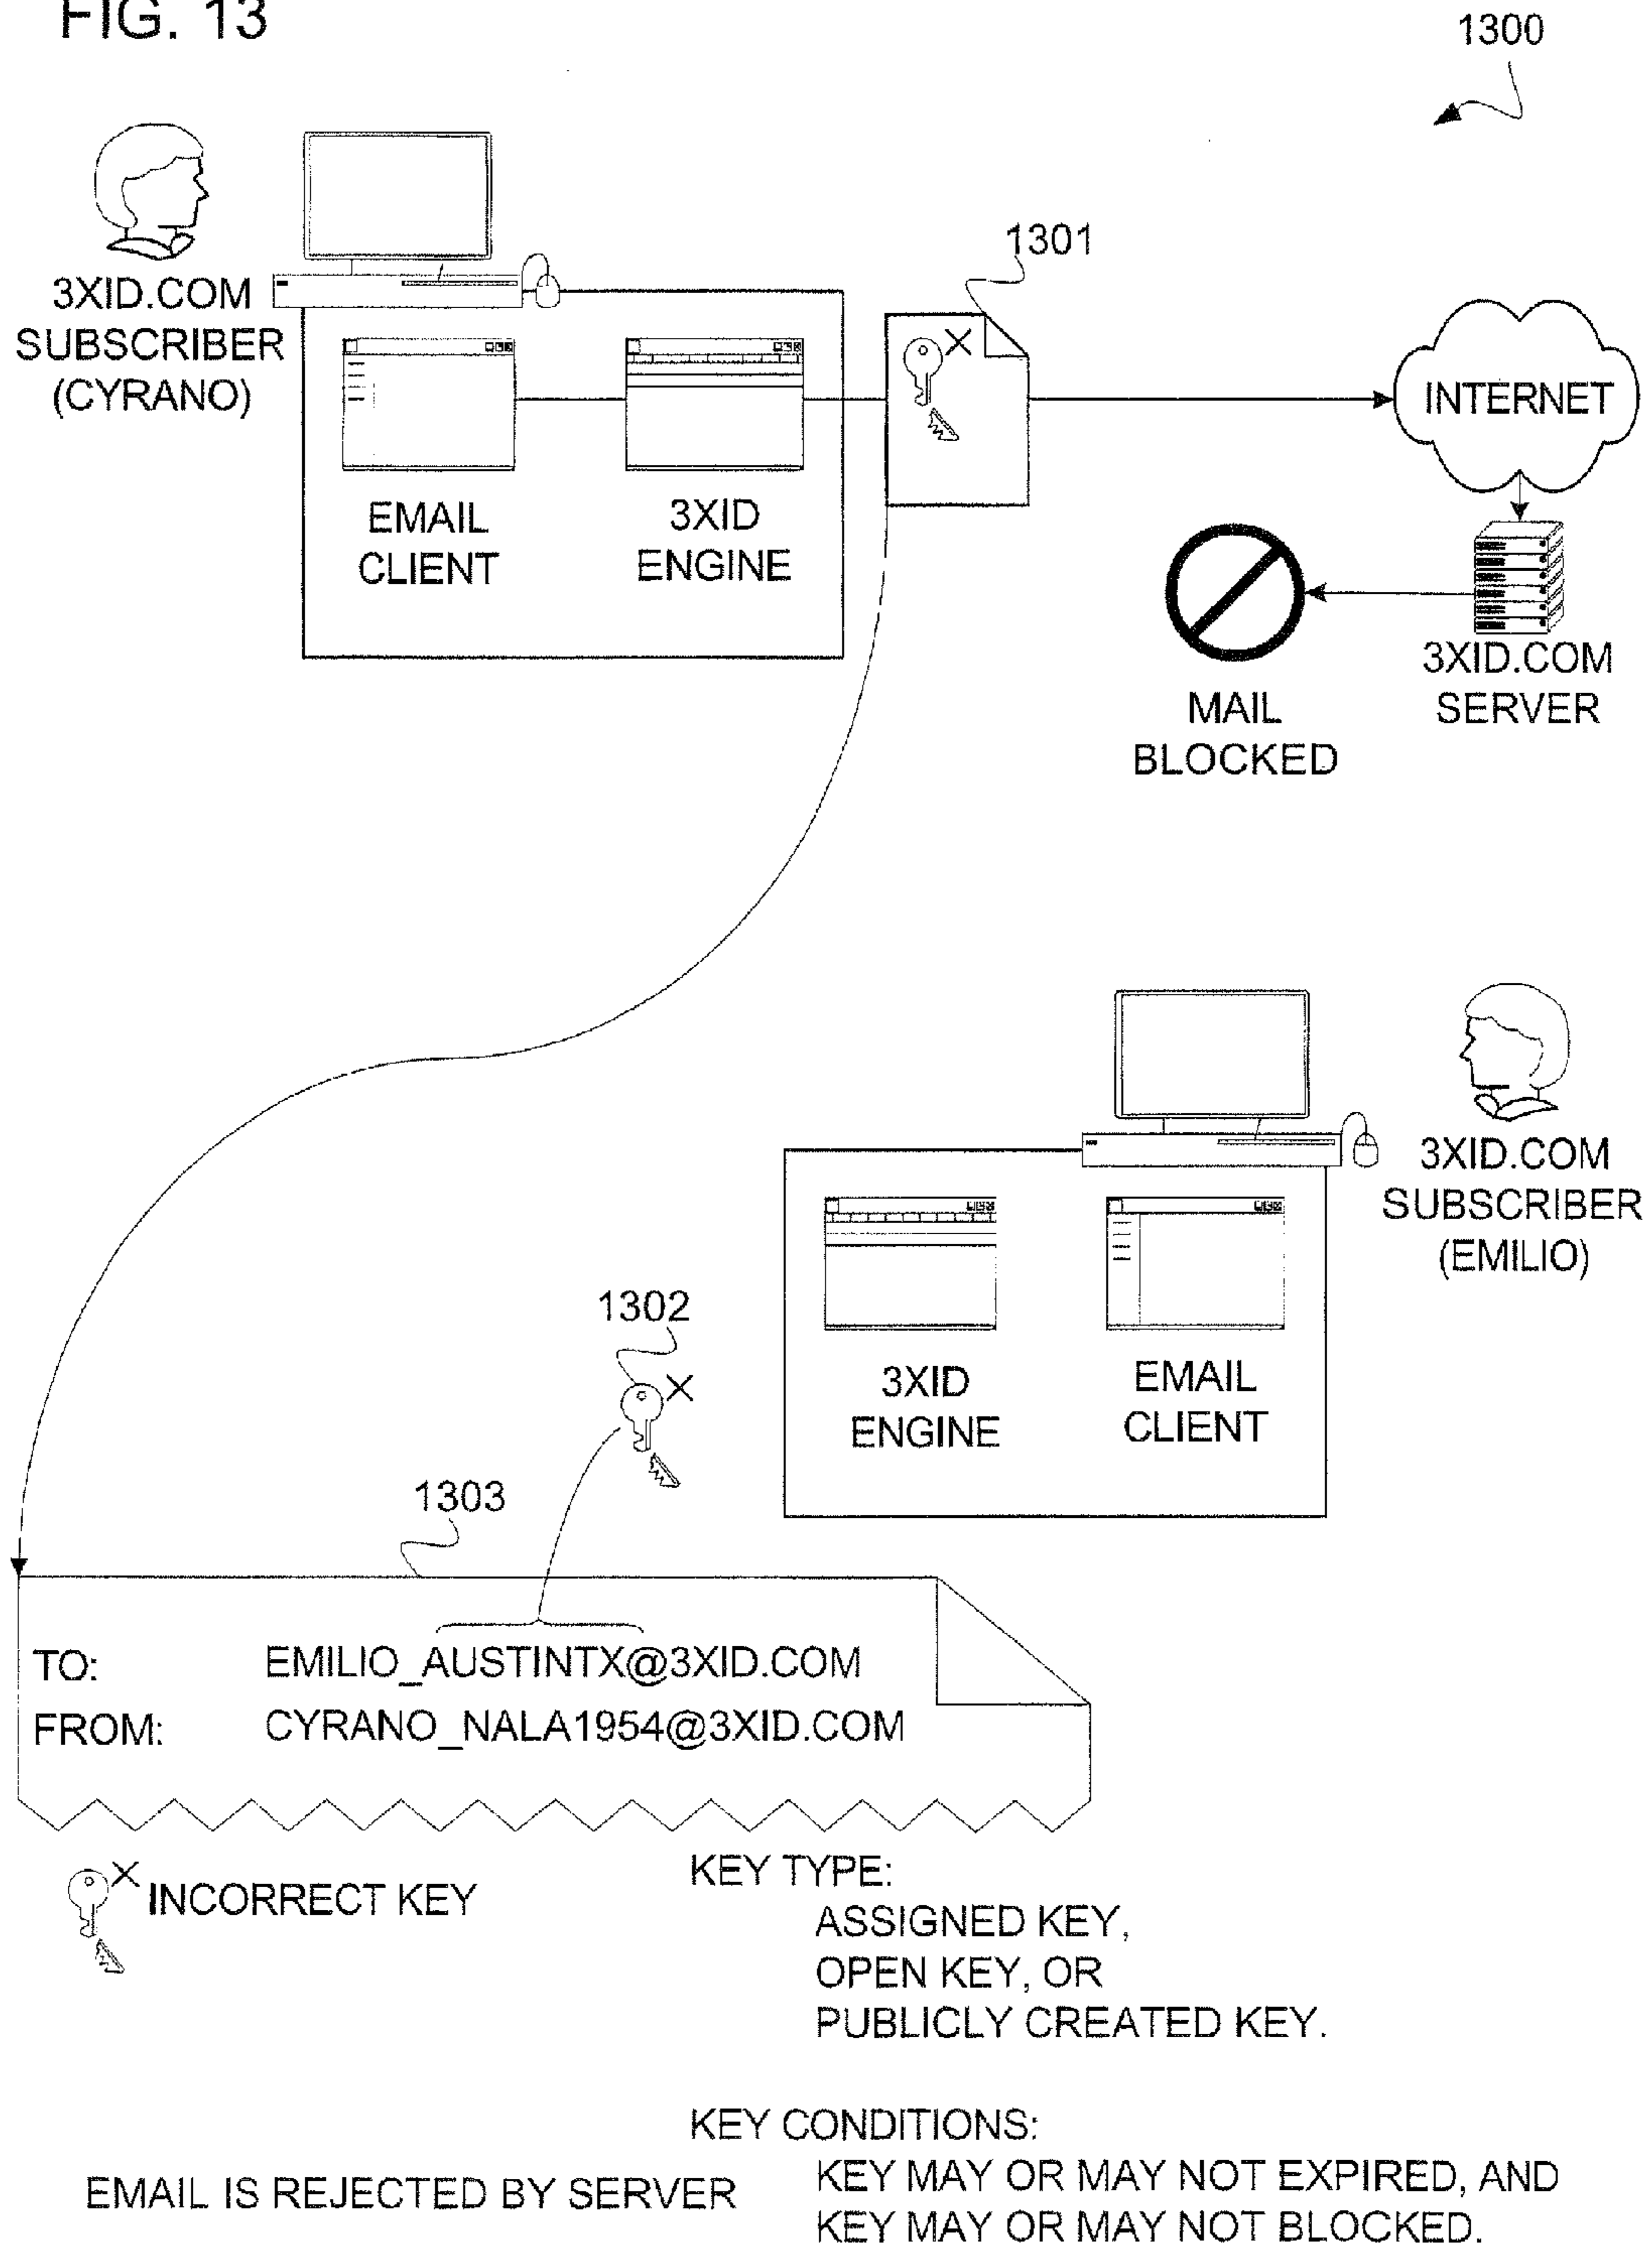 FIG. 13
1300
3XID.COM
SUBSCRIBER
(CYRANO)
1301
INTERNET
EMAIL
CLIENT
3XID
ENGINE
MAIL
BLOCKED
3XID.COM
SERVER
3XID.COM
SUBSCRIBER
(EMILIO)
3XID
ENGINE
EMAIL
CLIENT
1302
1303
TO: EMILIO_AUSTINTX@3XID.COM
FROM: CYRANO_NALA1954@3XID.COM
INCORRECT KEY
KEY TYPE:
ASSIGNED KEY,
OPEN KEY, OR
PUBLICLY CREATED KEY.
EMAIL IS REJECTED BY SERVER
KEY CONDITIONS:
KEY MAY OR MAY NOT EXPIRED, AND
KEY MAY OR MAY NOT BLOCKED.